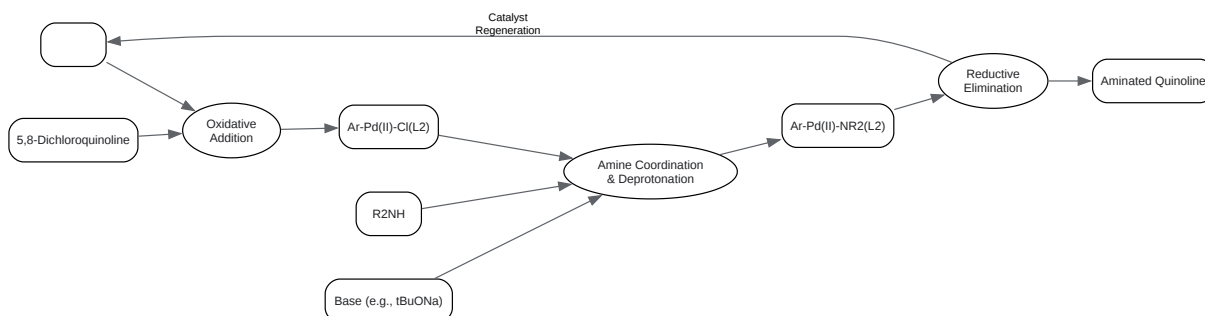 Catalyst
Regeneration
Reductive
Elimination
Aminated Quinoline
Oxidative
Addition
Ar-Pd(II)-Cl(L2)
Ar-Pd(II)-NR2(L2)
5,8-Dichloroquinoline
Amine Coordination
& Deprotonation
R2NH
Base (e.g., tBuONa)